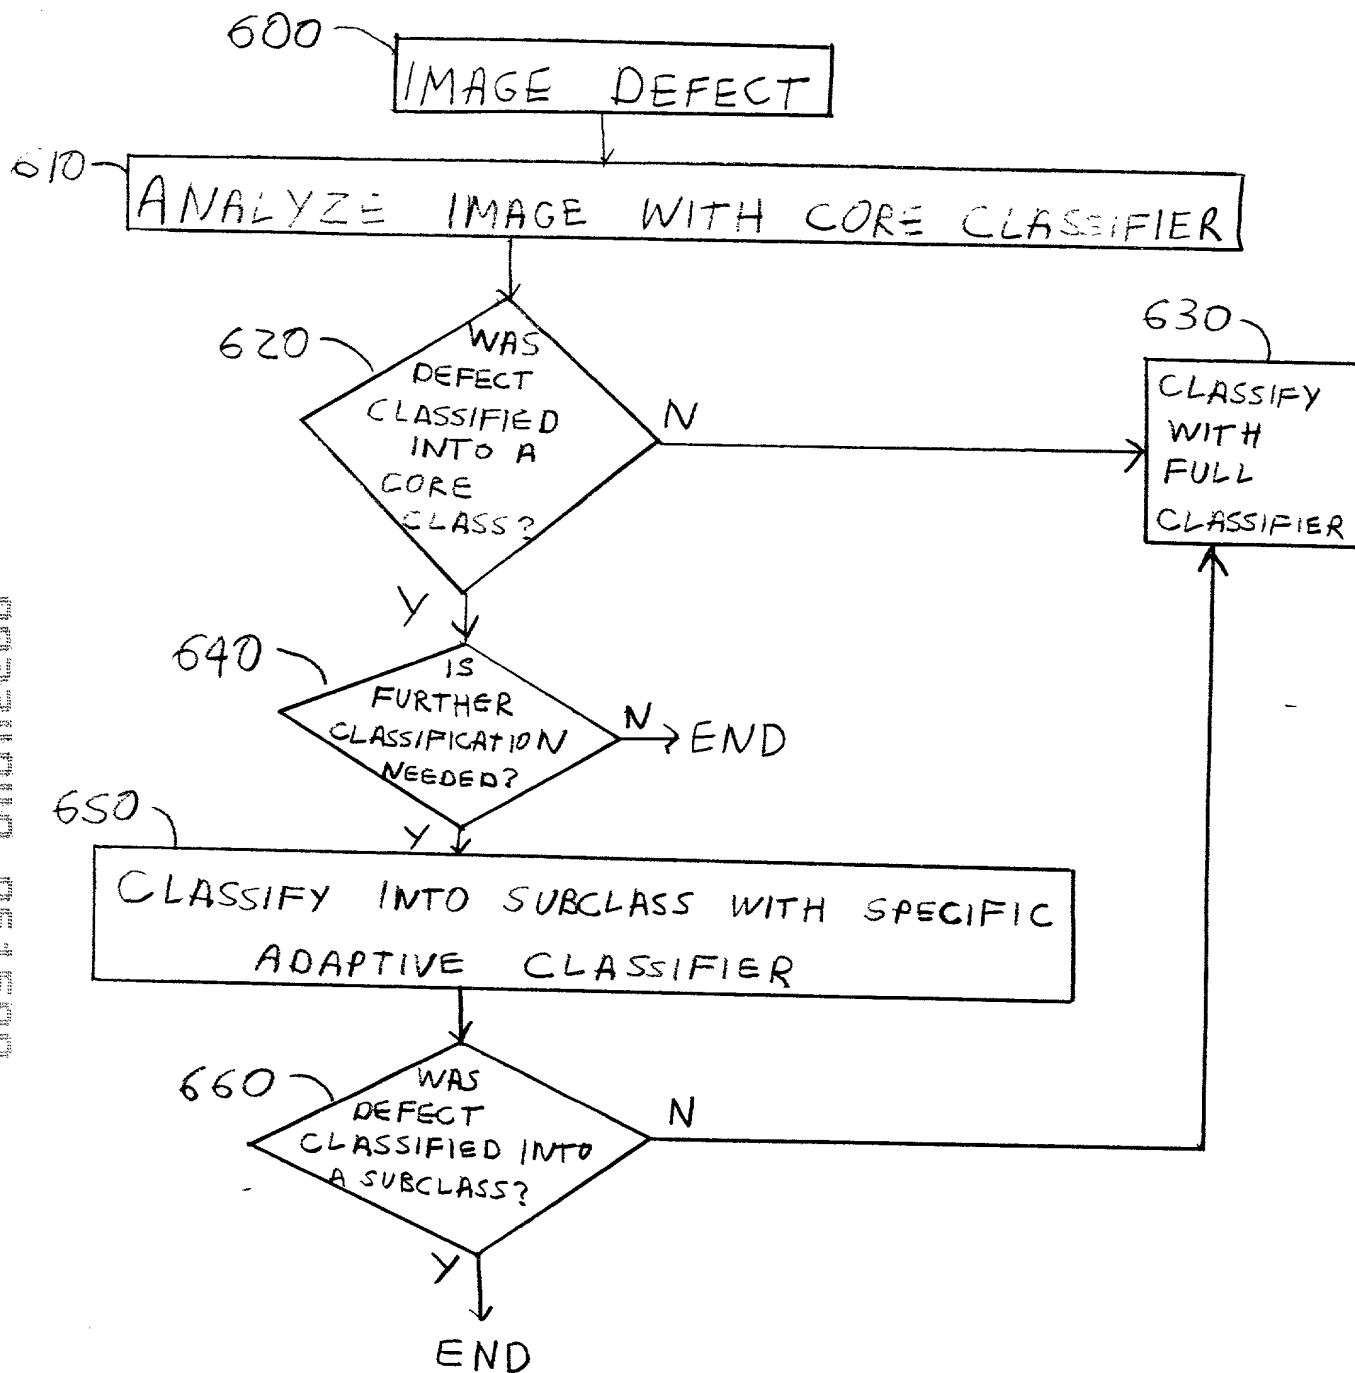 600
IMAGE DEFECT
610
ANALYZE IMAGE WITH CORE CLASSIFIER
620
WAS
DEFECT
CLASSIFIED
INTO A
CORE
CLASS?
N
630
CLASSIFY
WITH
FULL
CLASSIFIER
Y
640
IS
FURTHER
CLASSIFICATION
NEEDED?
N
END
Y
650
CLASSIFY INTO SUBCLASS WITH SPECIFIC
ADAPTIVE CLASSIFIER
660
WAS
DEFECT
CLASSIFIED INTO
A SUBCLASS?
N
Y
END